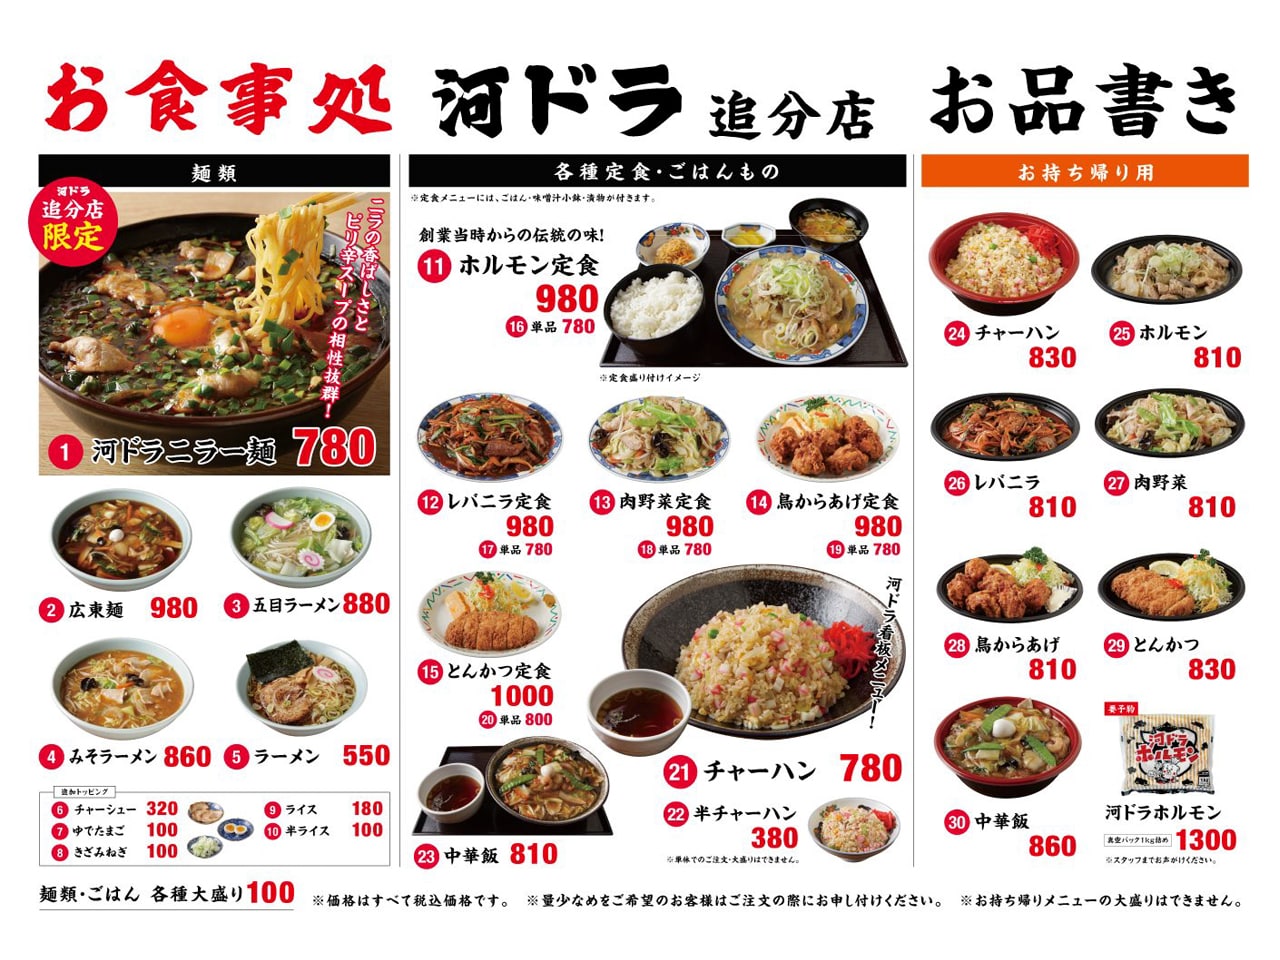 お食事処 河ドラ 追分店 お品書き
麺類
河ドラ
追分店
限定
ニラの香ばしさと
ピリ辛スープの相性抜群！
1 河ドラニラー麺 780
2 広東麺 980
3 五目ラーメン 880
4 みそラーメン 860
5 ラーメン 550
追加トッピング
6 チャーシュー 320
7 ゆでたまご 100
8 きざみねぎ 100
9 ライス 180
10 半ライス 100
各種定食・ごはんもの
※定食メニューには、ごはん・味噌汁小鉢・漬物が付きます。
創業当時からの伝統の味！
11 ホルモン定食
980
16 単品 780
※定食盛り付けイメージ
12 レバニラ定食
980
17 単品 780
13 肉野菜定食
980
18 単品 780
14 鳥からあげ定食
980
19 単品 780
15 とんかつ定食
1000
20 単品 800
河ドラ看板メニュー！
21 チャーハン 780
22 半チャーハン
380
※単体でのご注文・大盛りはできません。
23 中華飯 810
お持ち帰り用
24 チャーハン
830
25 ホルモン
810
26 レバニラ
810
27 肉野菜
810
28 鳥からあげ
810
29 とんかつ
830
30 中華飯
860
要予約
河ドラ
ホルモン
河ドラホルモン
真空パック1kg詰め 1300
※スタッフまでお声がけください。
麺類・ごはん 各種大盛り100
※価格はすべて税込価格です。 ※量少なめをご希望のお客様はご注文の際にお申し付けください。 ※お持ち帰りメニューの大盛りはできません。